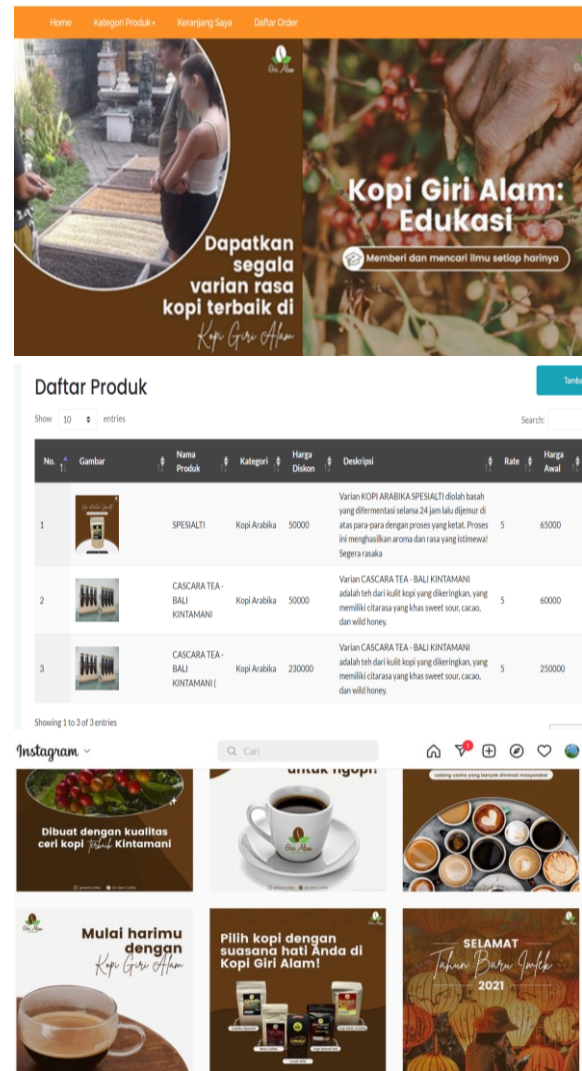 Home Kategori Produk Keranjang Saya Daftar Order
Giri Alam
Dapatkan
segala
varian rasa
kopi terbaik di
Kopi Giri Alam
Kopi Giri Alam:
Edukasi
Memberi dan mencari ilmu setiap harinya
Daftar Produk
Show 10 entries
Search:
No. Gambar Nama Produk Kategori Harga Diskon Deskripsi Rate Harga Awal
1 SPESIALTI Kopi Arabika 50000
Varian KOPI ARABIKA SPESIALTI diolah basah
yang difermentasi selama 24 jam lalu dijemur di
atas para-para dengan proses yang ketat. Proses
ini menghasilkan aroma dan rasa yang istimewa!
Segera rasaka
5 65000
2
CASCARA TEA -
BALI
KINTAMANI
Kopi Arabika 50000
Varian CASCARA TEA - BALI KINTAMANI
adalah teh dari kulit kopi yang dikeringkan, yang
memiliki citarasa yang khas sweet sour, cacao,
dan wild honey.
5 60000
3
CASCARA TEA -
BALI
KINTAMANI (
Kopi Arabika 230000
Varian CASCARA TEA - BALI KINTAMANI
adalah teh dari kulit kopi yang dikeringkan, yang
memiliki citarasa yang khas sweet sour, cacao,
dan wild honey.
5 250000
Showing 1 to 3 of 3 entries
Instagram
Cari
1
Dibuat dengan kualitas
ceri kopi terbaik Kintamani
untuk ngopi!
Giri Alam
Ladang usaha yang banyak diminati masyarakat
Mulai harimu
dengan
Kopi Giri Alam
Pilih kopi dengan
suasana hati Anda di
Kopi Giri Alam!
SELAMAT
Tahun Baru Imlek
2021